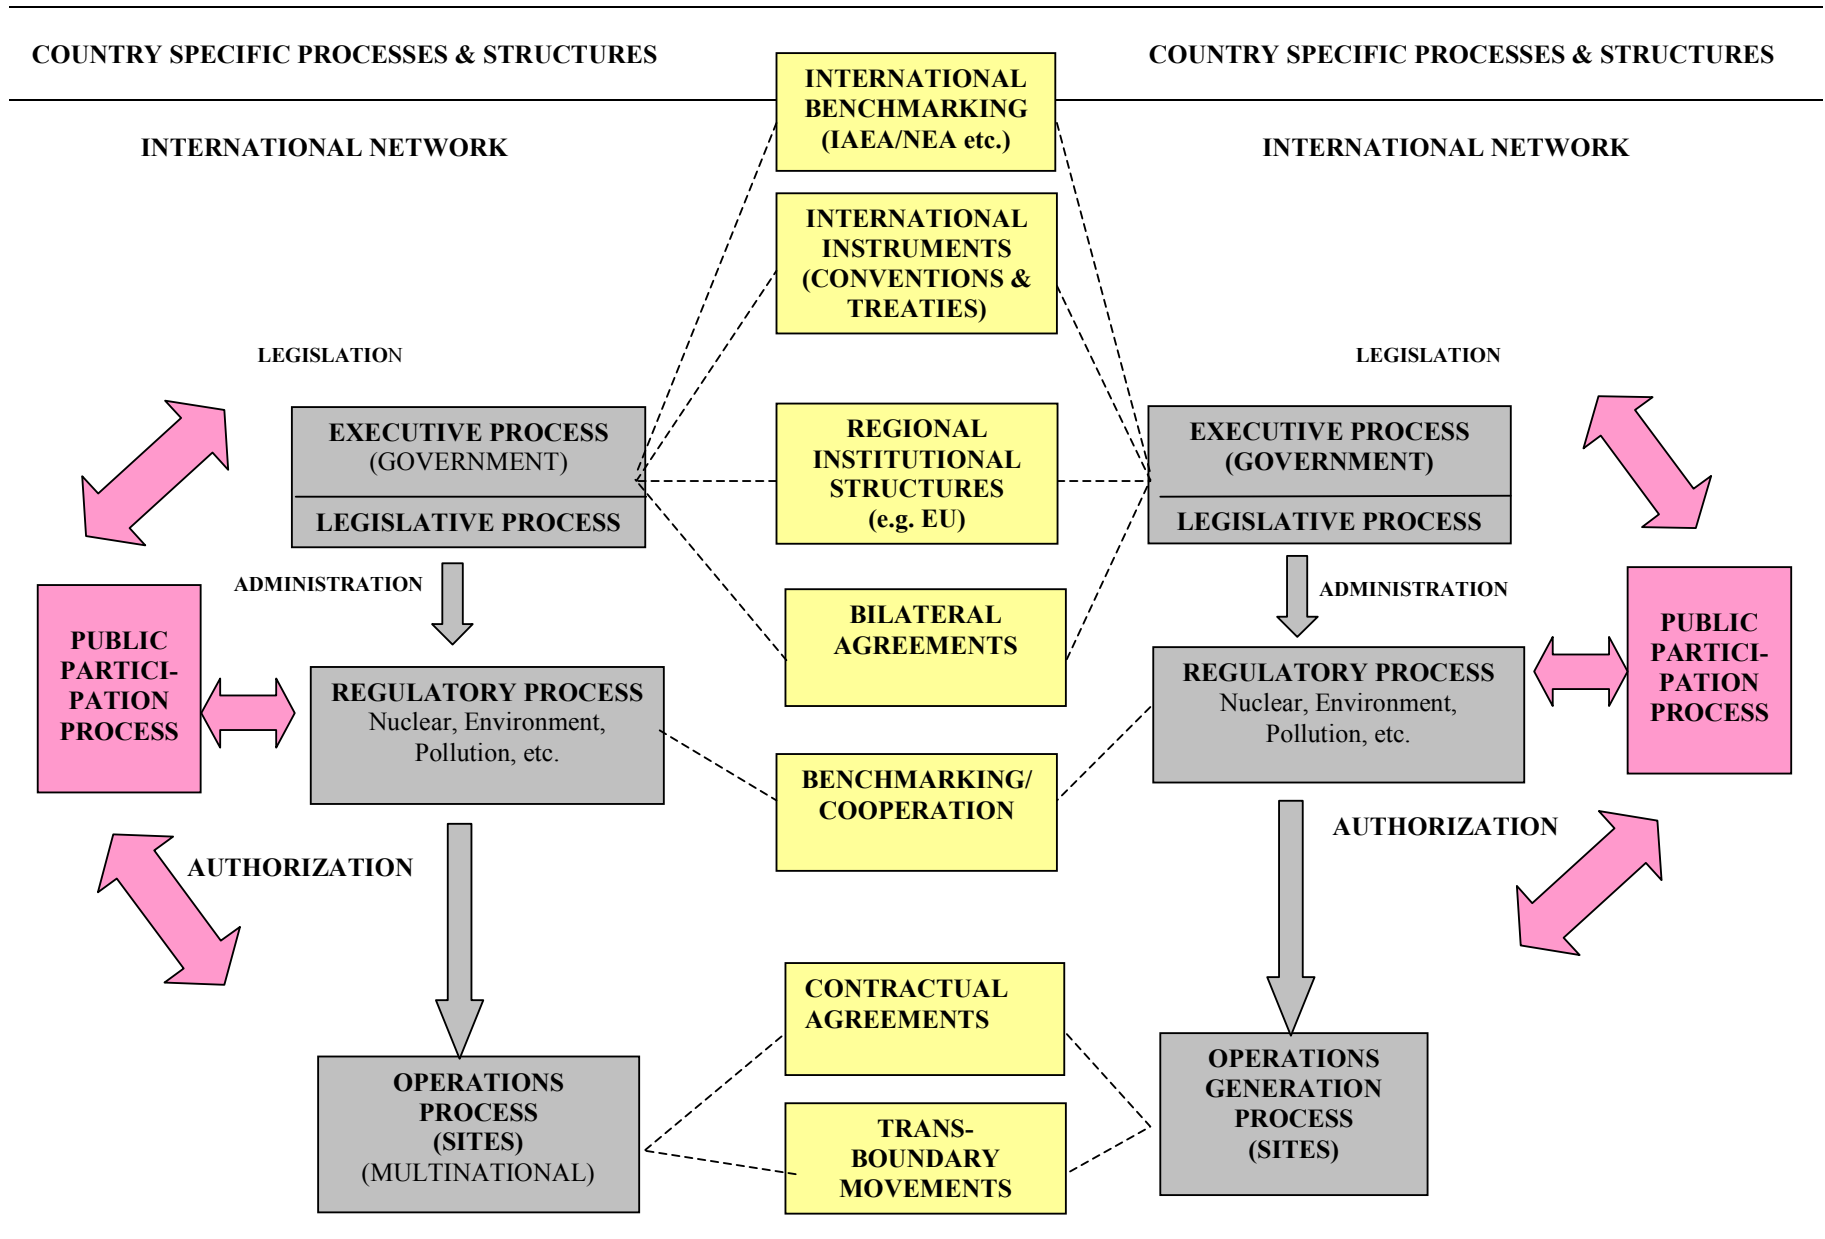 COUNTRY SPECIFIC PROCESSES & STRUCTURES
COUNTRY SPECIFIC PROCESSES & STRUCTURES
INTERNATIONAL NETWORK
INTERNATIONAL NETWORK
INTERNATIONAL
BENCHMARKING
(IAEA/NEA etc.)
INTERNATIONAL
INSTRUMENTS
(CONVENTIONS &
TREATIES)
LEGISLATION
LEGISLATION
EXECUTIVE PROCESS
(GOVERNMENT)
LEGISLATIVE PROCESS
REGIONAL
INSTITUTIONAL
STRUCTURES
(e.g. EU)
EXECUTIVE PROCESS
(GOVERNMENT)
LEGISLATIVE PROCESS
ADMINISTRATION
ADMINISTRATION
PUBLIC
PARTICI-
PATION
PROCESS
REGULATORY PROCESS
Nuclear, Environment,
Pollution, etc.
BILATERAL
AGREEMENTS
REGULATORY PROCESS
Nuclear, Environment,
Pollution, etc.
PUBLIC
PARTICI-
PATION
PROCESS
BENCHMARKING/
COOPERATION
AUTHORIZATION
AUTHORIZATION
OPERATIONS
PROCESS
(SITES)
(MULTINATIONAL)
CONTRACTUAL
AGREEMENTS
TRANS-
BOUNDARY
MOVEMENTS
OPERATIONS
GENERATION
PROCESS
(SITES)